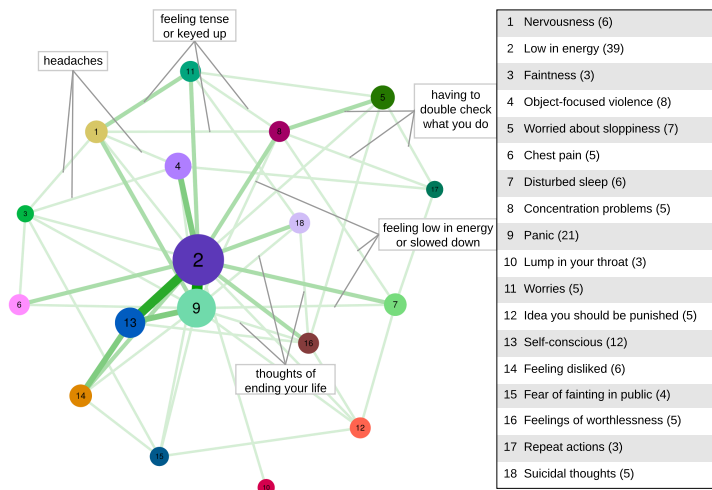 feeling tense
or keyed up
headaches
having to
double check
what you do
feeling low in energy
or slowed down
thoughts of
ending your life
11
5
1
8
4
17
3
18
2
6
9
7
13
16
14
12
15
10
1 Nervousness (6)
2 Low in energy (39)
3 Faintness (3)
4 Object-focused violence (8)
5 Worried about sloppiness (7)
6 Chest pain (5)
7 Disturbed sleep (6)
8 Concentration problems (5)
9 Panic (21)
10 Lump in your throat (3)
11 Worries (5)
12 Idea you should be punished (5)
13 Self-conscious (12)
14 Feeling disliked (6)
15 Fear of fainting in public (4)
16 Feelings of worthlessness (5)
17 Repeat actions (3)
18 Suicidal thoughts (5)